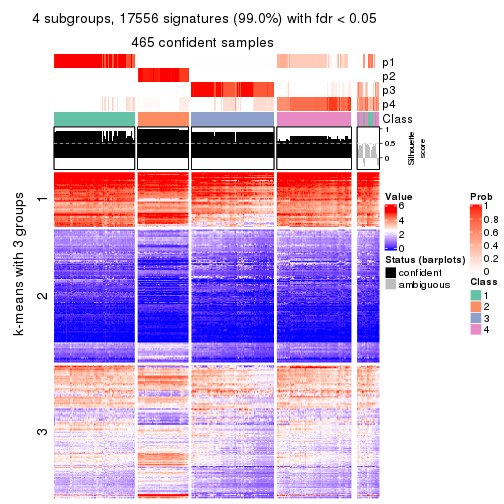 4 subgroups, 17556 signatures (99.0%) with fdr < 0.05
465 confident samples
p1
p2
p3
p4
Class
1
0.5
0
Silhouette
score
k-means with 3 groups
1
2
3
Value
6
4
2
0
Status (barplots)
confident
ambiguous
Prob
1
0.8
0.6
0.4
0.2
0
Class
1
2
3
4